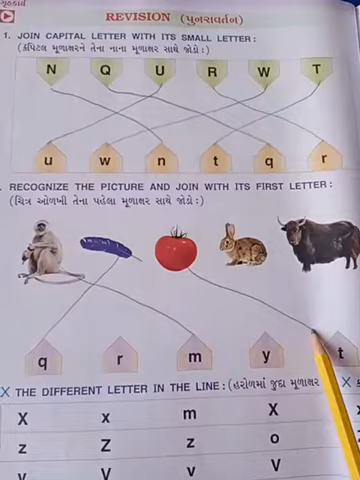 ગૃહકાર્ય
REVISION (પુનરાવર્તન)
1. JOIN CAPITAL LETTER WITH ITS SMALL LETTER :
(કૅપિટલ મૂળાક્ષરને તેના નાના મૂળાક્ષર સાથે જોડો :)
N Q U R W T
u w n t q r
. RECOGNIZE THE PICTURE AND JOIN WITH ITS FIRST LETTER :
(ચિત્ર ઓળખી તેના પહેલા મૂળાક્ષર સાથે જોડો :)
q r m y t
X THE DIFFERENT LETTER IN THE LINE : (હરોળમાં જુદા મૂળાક્ષર X
X x m X
z Z z o
v V v V